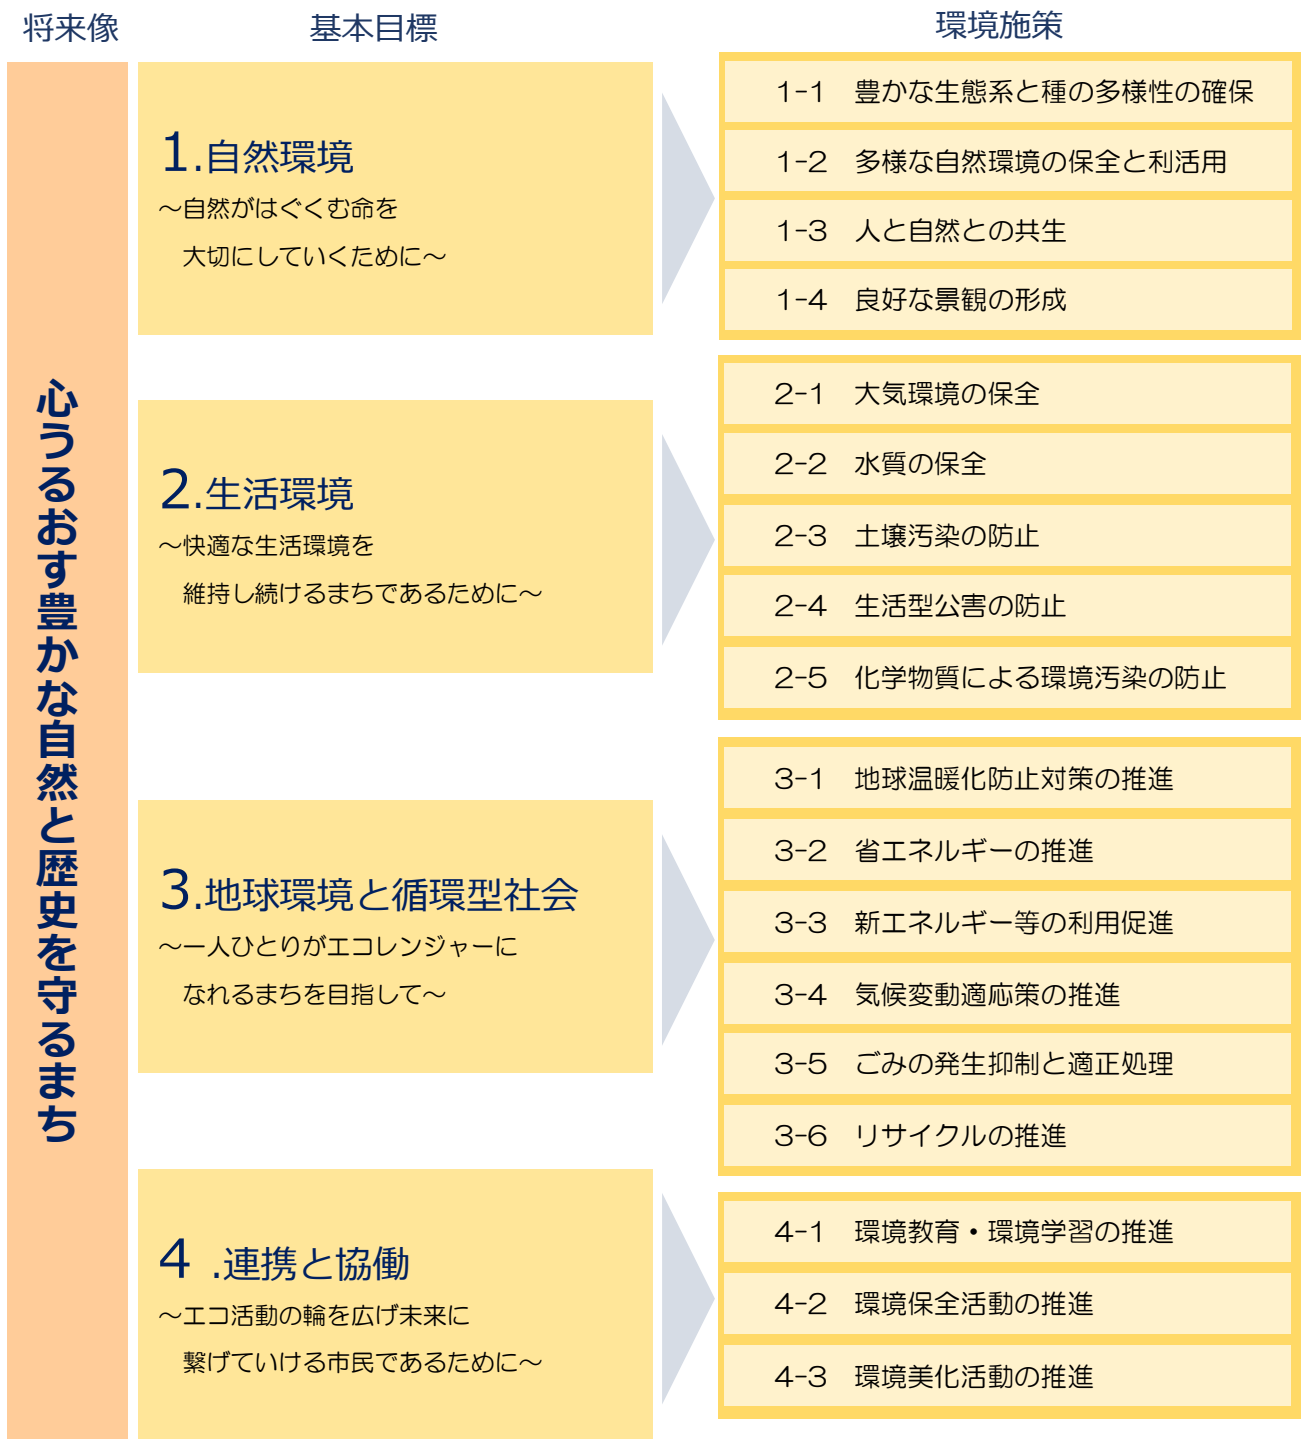 将来像
基本目標
環境施策
心うるおす豊かな自然と歴史を守るまち
1.自然環境
～自然がはぐくむ命を
大切にしていくために～
1-1 豊かな生態系と種の多様性の確保
1-2 多様な自然環境の保全と利活用
1-3 人と自然との共生
1-4 良好な景観の形成
2.生活環境
～快適な生活環境を
維持し続けるまちであるために～
2-1 大気環境の保全
2-2 水質の保全
2-3 土壌汚染の防止
2-4 生活型公害の防止
2-5 化学物質による環境汚染の防止
3.地球環境と循環型社会
～一人ひとりがエコレンジャーに
なれるまちを目指して～
3-1 地球温暖化防止対策の推進
3-2 省エネルギーの推進
3-3 新エネルギー等の利用促進
3-4 気候変動適応策の推進
3-5 ごみの発生抑制と適正処理
3-6 リサイクルの推進
4 .連携と協働
～エコ活動の輪を広げ未来に
繋げていける市民であるために～
4-1 環境教育・環境学習の推進
4-2 環境保全活動の推進
4-3 環境美化活動の推進